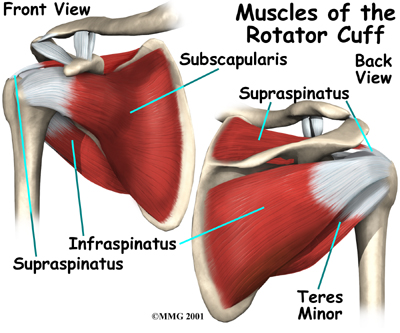 Front View
Muscles of the
Rotator Cuff
Subscapularis
Back
View
Supraspinatus
Infraspinatus
Supraspinatus
Teres
Minor
©MMG 2001